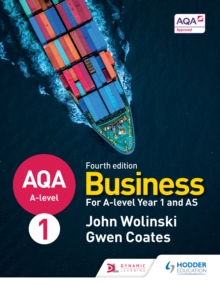 AQA
Approved
Fourth edition
AQA
A-level
1
Business
For A-level Year 1 and AS
John Wolinski
Gwen Coates
DYNAMIC
LEARNING
HODDER
EDUCATION